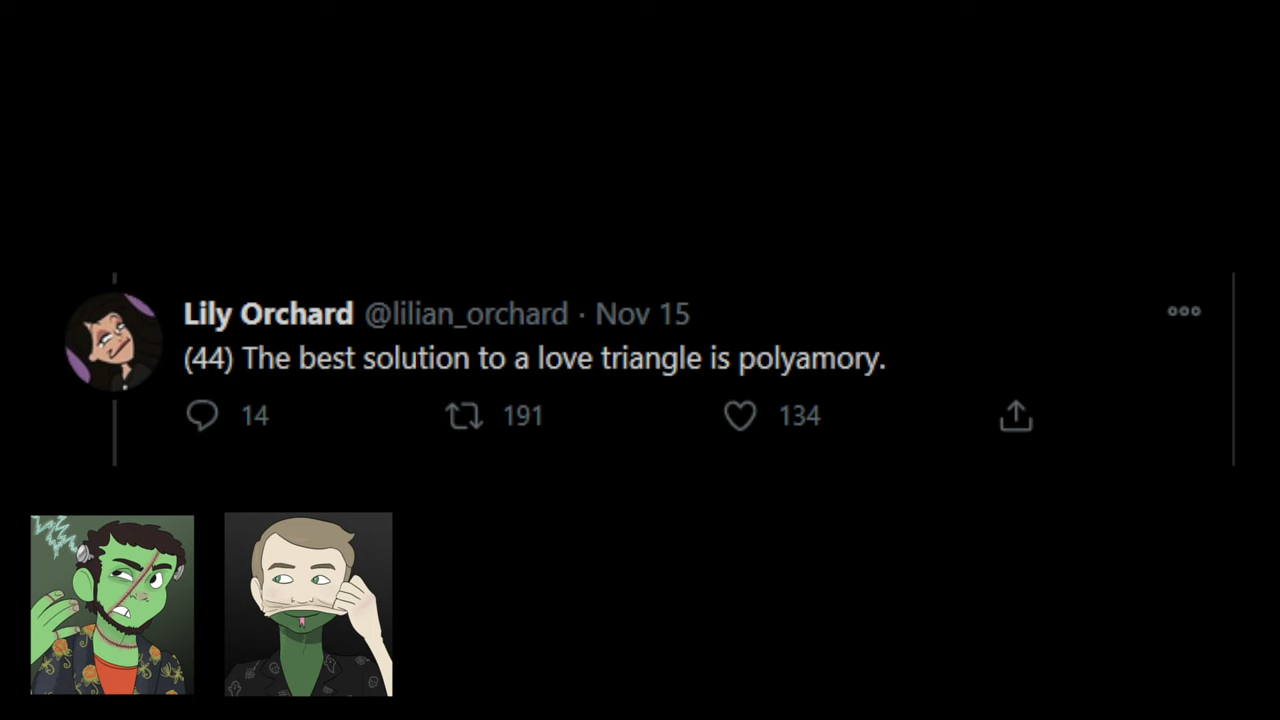 Lily Orchard @lilian_orchard · Nov 15
(44) The best solution to a love triangle is polyamory.
14 191 134